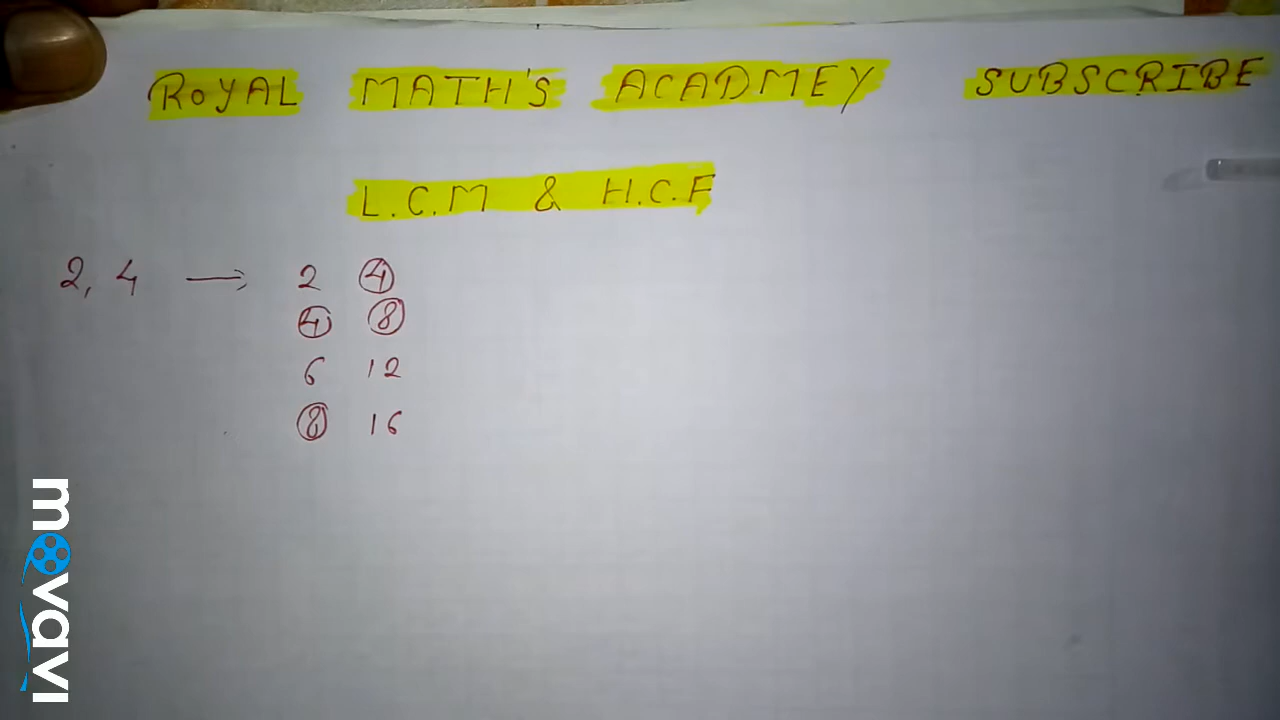 ROYAL MATH'S ACADMEY SUBSCRIBE
L.C.M & H.C.F
2, 4 → 2 4
4 8
6 12
8 16
movavi